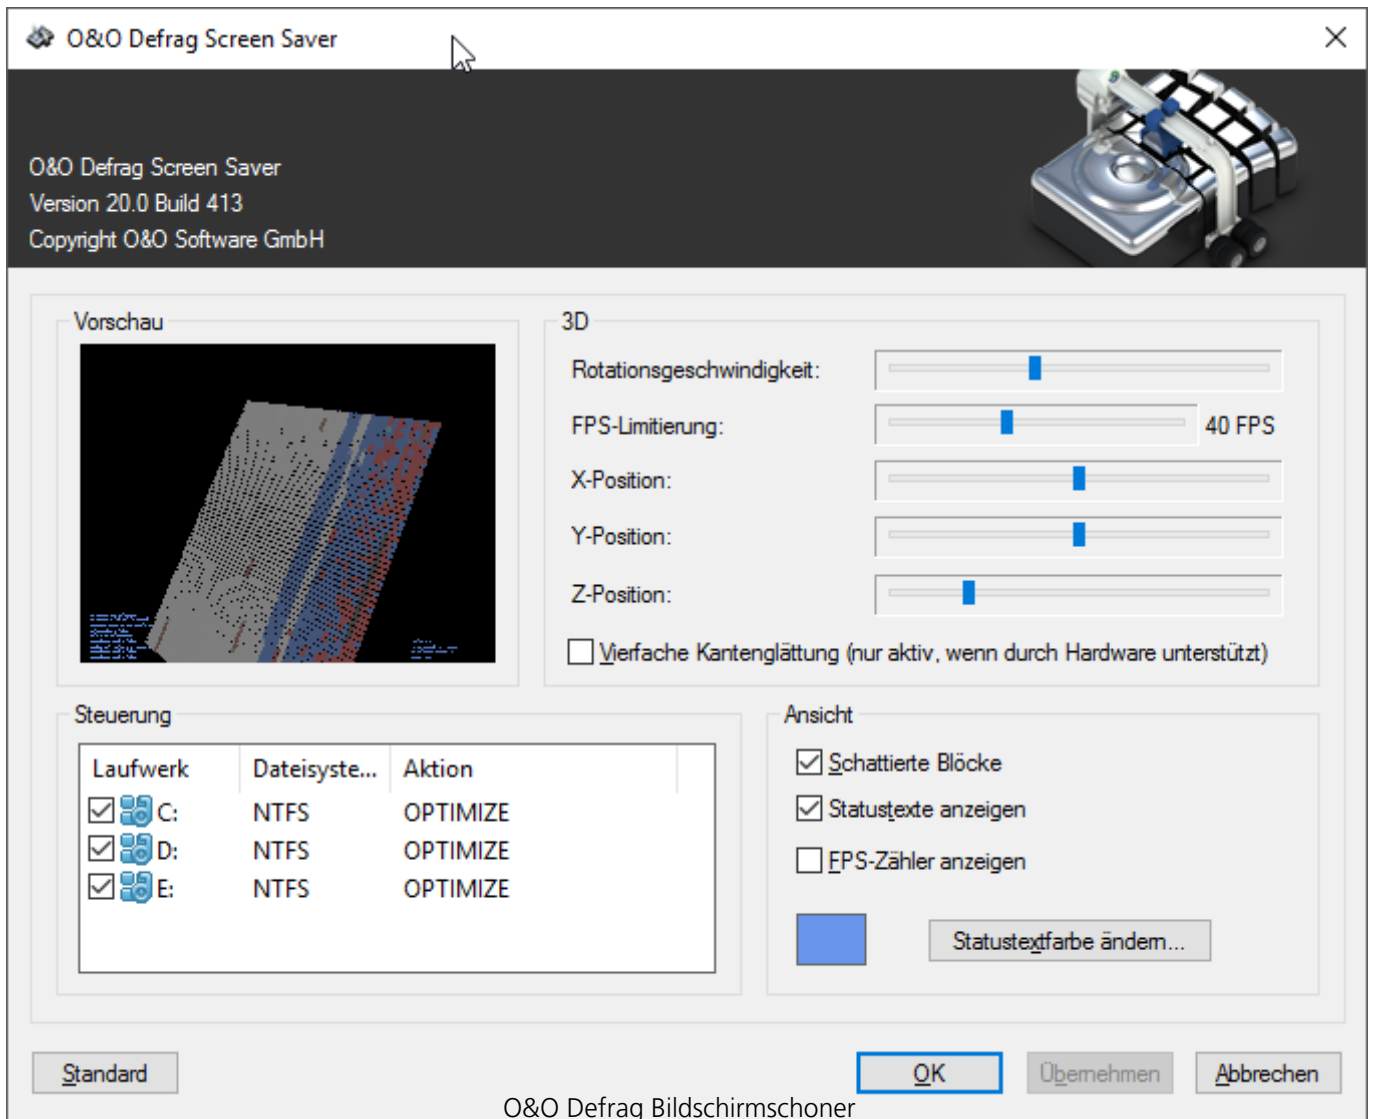 O&O Defrag Screen Saver
O&O Defrag Screen Saver
Version 20.0 Build 413
Copyright O&O Software GmbH
Vorschau
3D
Rotationsgeschwindigkeit:
FPS-Limitierung:
40 FPS
X-Position:
Y-Position:
Z-Position:
Vierfache Kantenglättung (nur aktiv, wenn durch Hardware unterstützt)
Steuerung
Laufwerk Dateisyste... Aktion
C: NTFS OPTIMIZE
D: NTFS OPTIMIZE
E: NTFS OPTIMIZE
Ansicht
Schattierte Blöcke
Statustexte anzeigen
FPS-Zähler anzeigen
Statustextfarbe ändern...
Standard
OK
Übernehmen
Abbrechen
O&O Defrag Bildschirmschoner